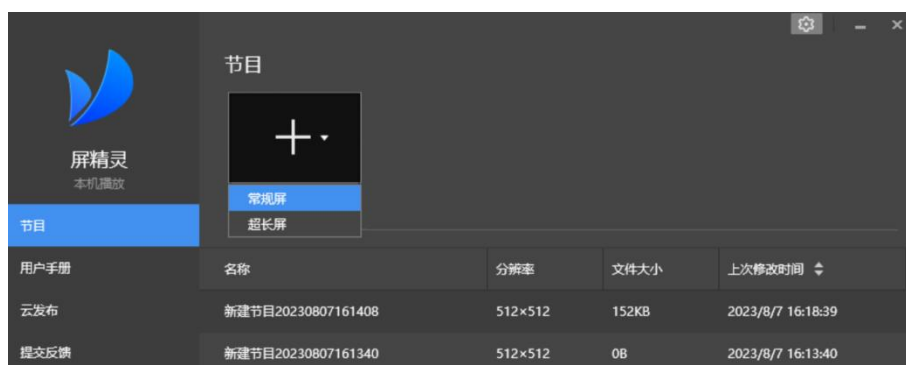 屏精灵
本机播放
节目
用户手册
云发布
提交反馈
节目
常规屏
超长屏
名称 分辨率 文件大小 上次修改时间
新建节目20230807161408 512×512 152KB 2023/8/7 16:18:39
新建节目20230807161340 512×512 0B 2023/8/7 16:13:40